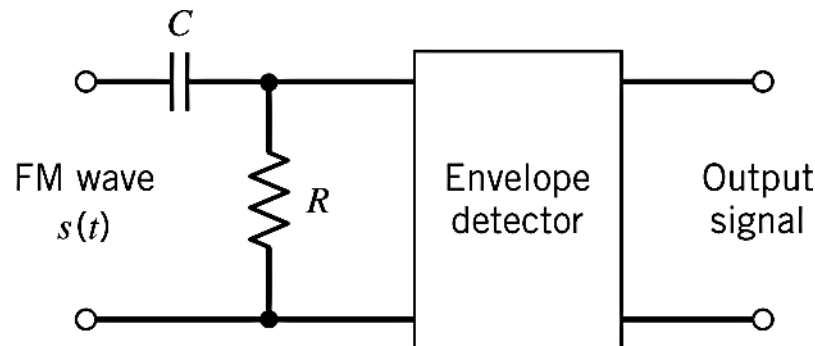 C
FM wave
s(t)
R
Envelope
detector
Output
signal